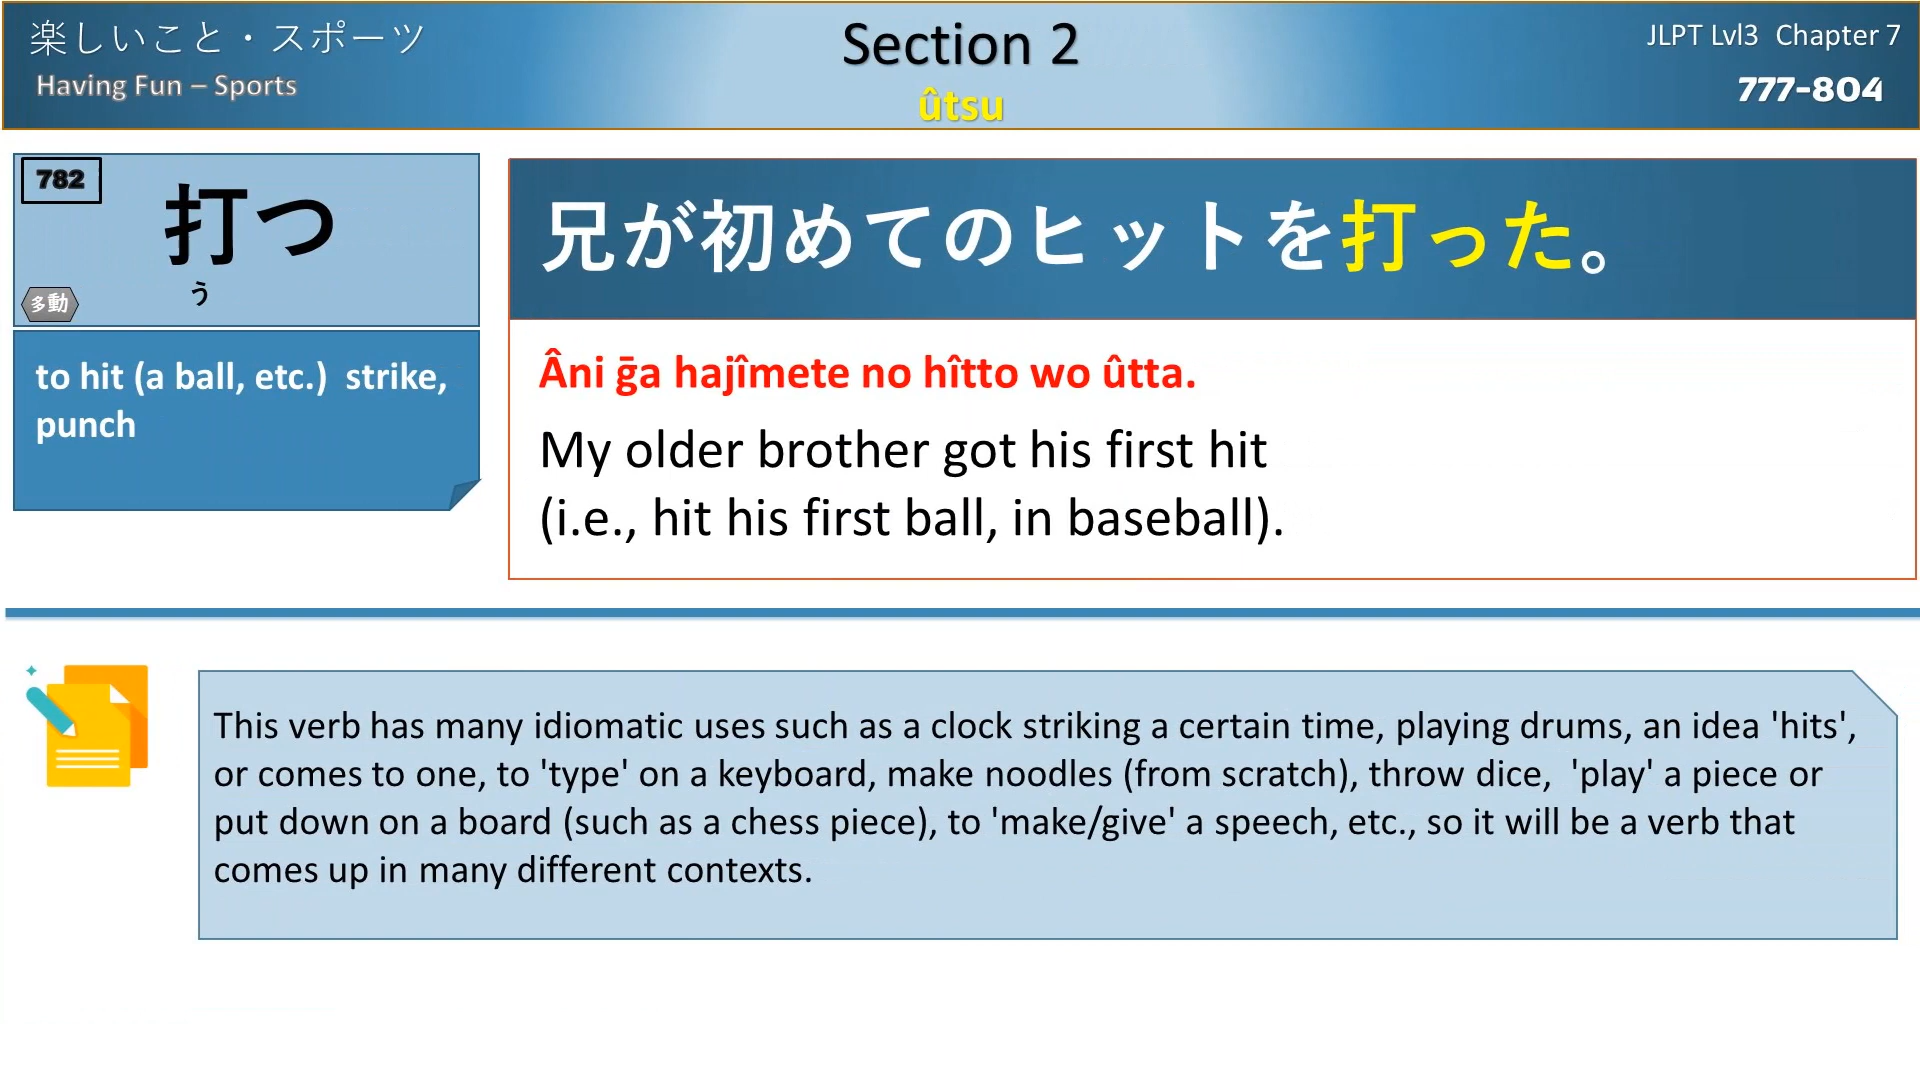 楽しいこと・スポーツ
Having Fun – Sports
Section 2
ûtsu
JLPT Lvl3 Chapter 7
777-804
782
打つ
う
多動
to hit (a ball, etc.) strike,
punch
兄が初めてのヒットを打った。
Âni ḡa hajîmete no hîtto wo ûtta.
My older brother got his first hit
(i.e., hit his first ball, in baseball).
This verb has many idiomatic uses such as a clock striking a certain time, playing drums, an idea 'hits',
or comes to one, to 'type' on a keyboard, make noodles (from scratch), throw dice, 'play' a piece or
put down on a board (such as a chess piece), to 'make/give' a speech, etc., so it will be a verb that
comes up in many different contexts.